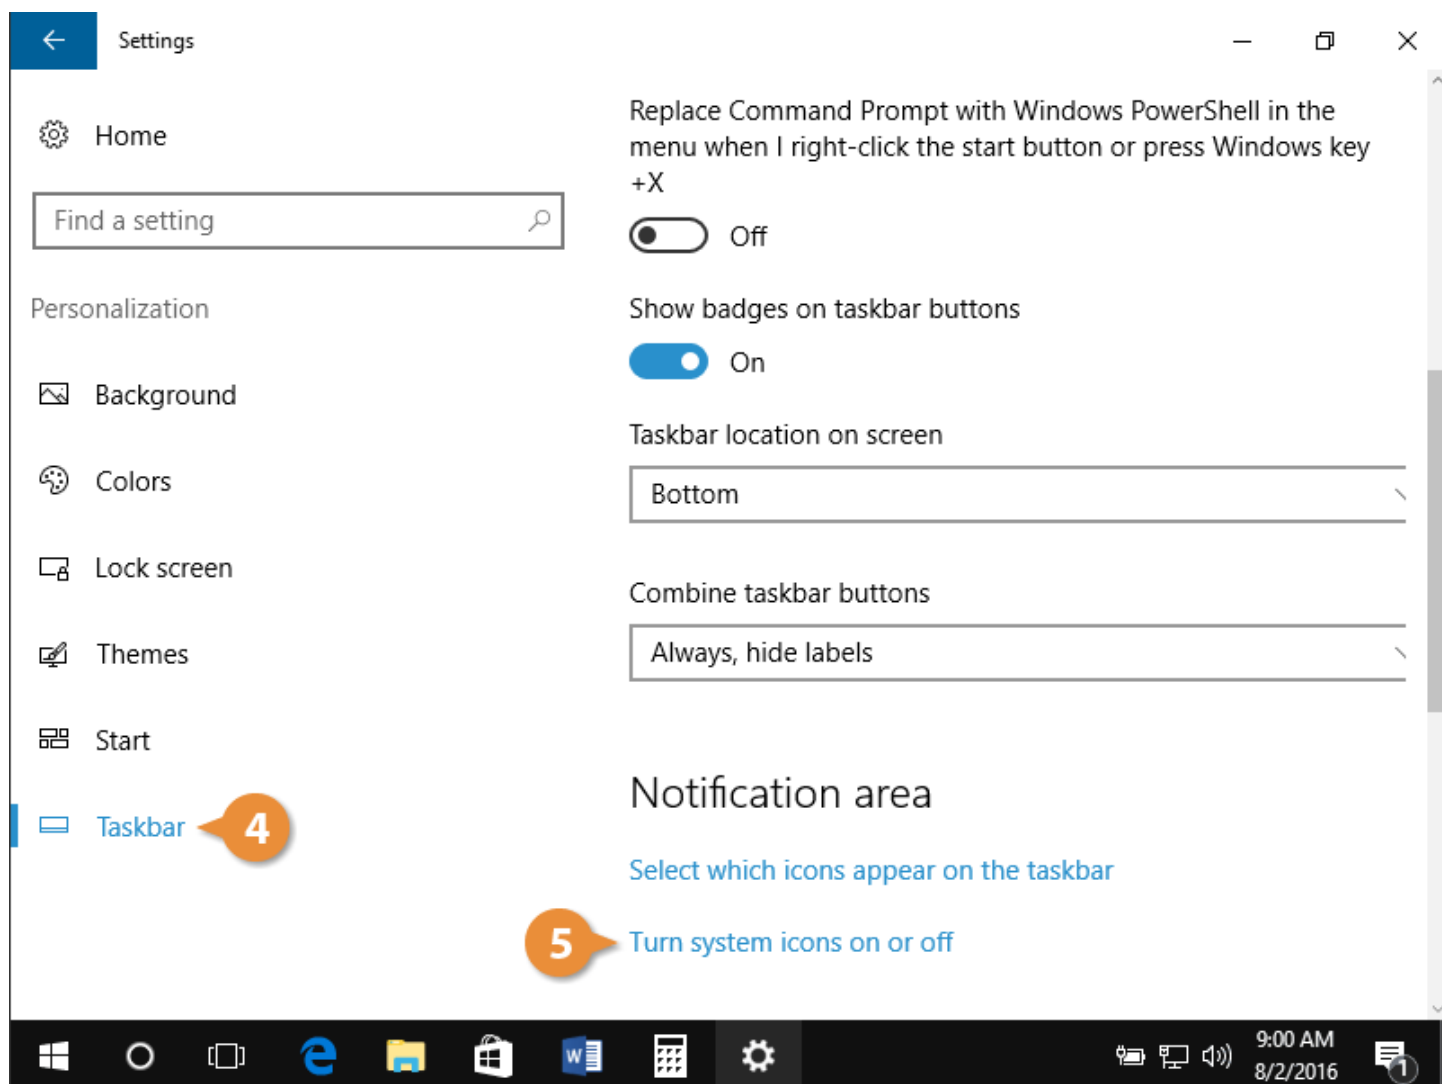 Settings
Home
Find a setting
Personalization
Background
Colors
Lock screen
Themes
Start
Taskbar
4
Replace Command Prompt with Windows PowerShell in the
menu when I right-click the start button or press Windows key
+X
Off
Show badges on taskbar buttons
On
Taskbar location on screen
Bottom
Combine taskbar buttons
Always, hide labels
Notification area
Select which icons appear on the taskbar
5
Turn system icons on or off
W
9:00 AM
8/2/2016
1